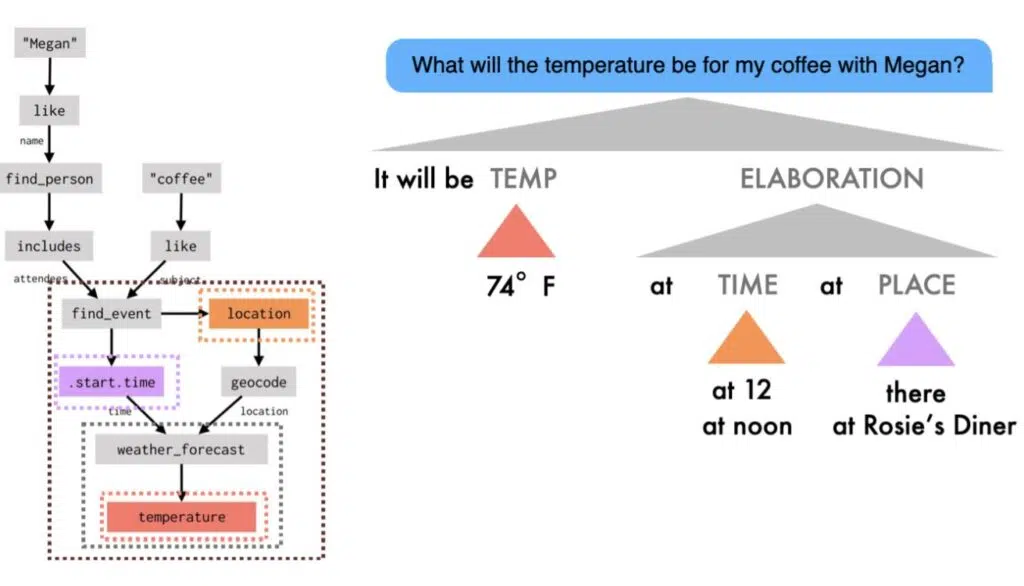 "Megan"
like
name
find_person
"coffee"
includes
like
attendees
subject
find_event
location
.start.time
geocode
time
location
weather_forecast
temperature
What will the temperature be for my coffee with Megan?
It will be TEMP
ELABORATION
74° F
at TIME at PLACE
at 12
at noon
there
at Rosie's Diner